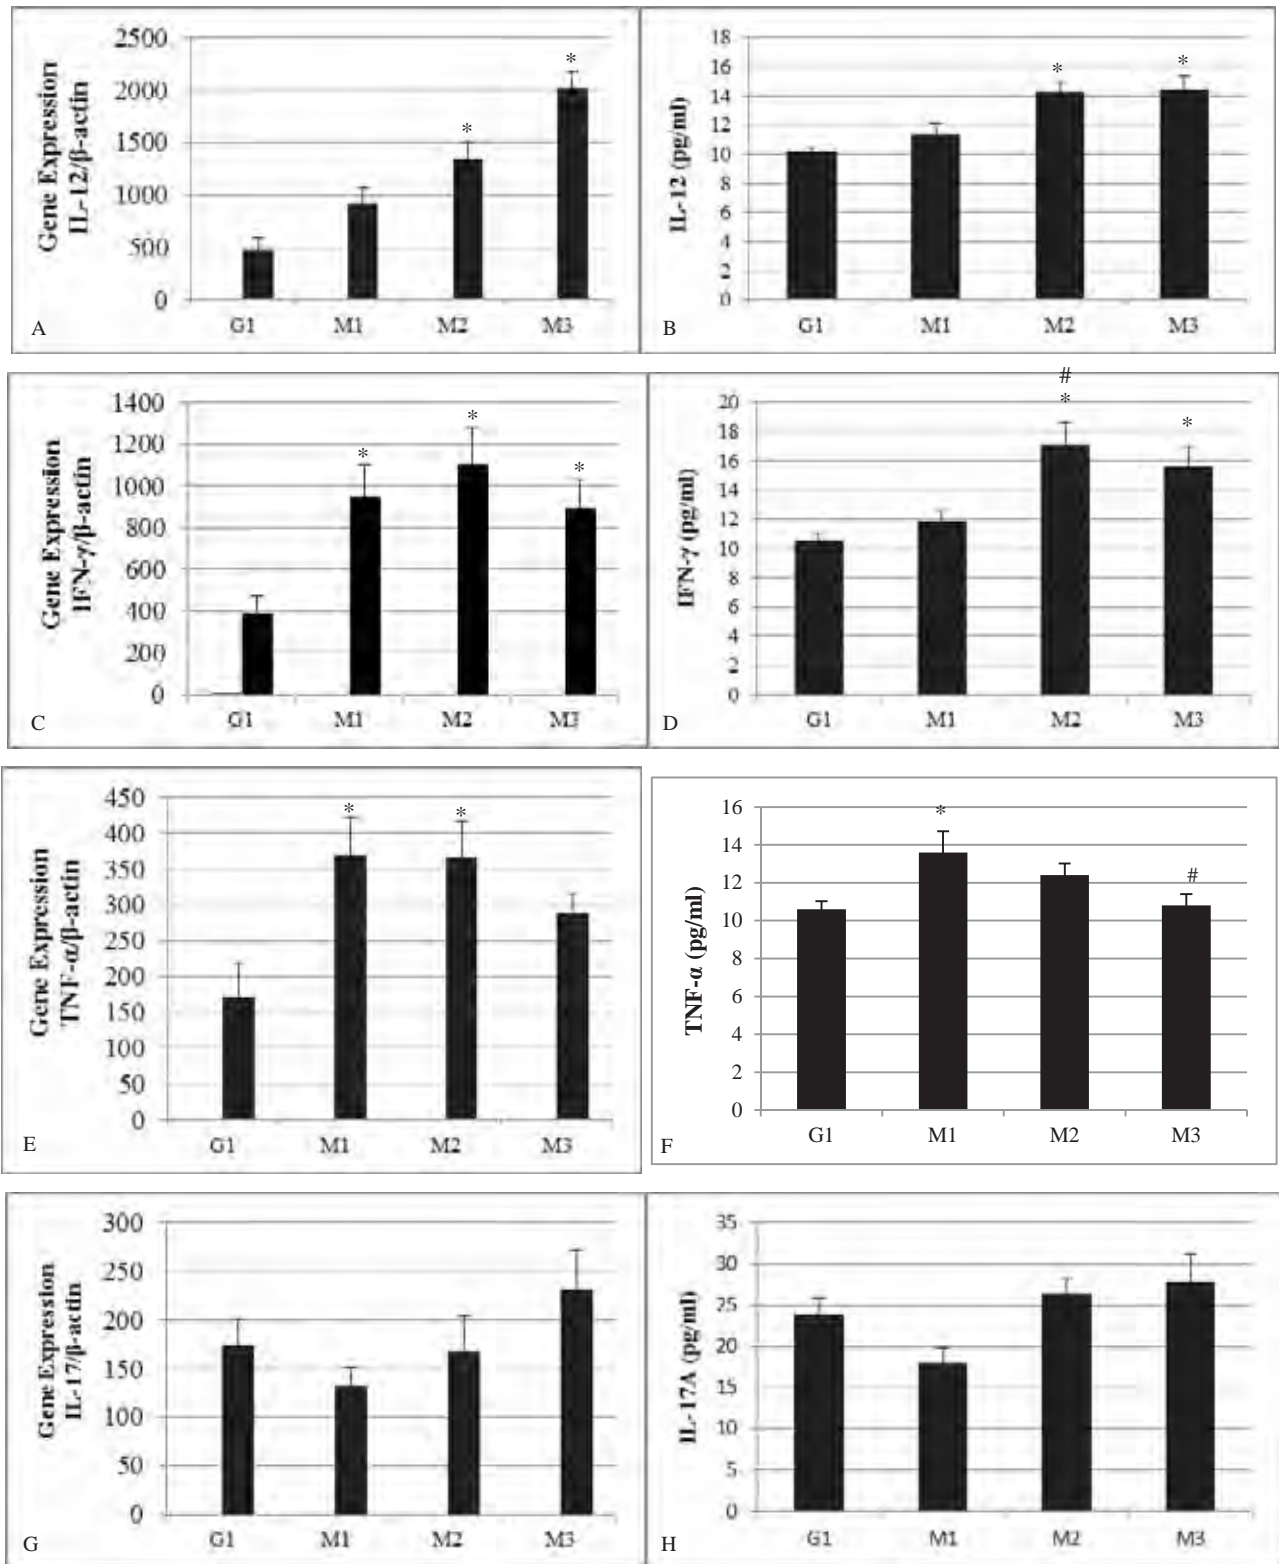 Gene Expression
IL-12/β-actin
2500
2000
1500
1000
500
0
*
*
G1
M1
M2
M3
A
IL-12 (pg/ml)
18
16
14
12
10
8
6
4
2
0
*
*
G1
M1
M2
M3
B
Gene Expression
IFN-γ/β-actin
1400
1200
1000
800
600
400
200
0
*
*
*
G1
M1
M2
M3
C
IFN-γ (pg/ml)
20
18
16
14
12
10
8
6
4
2
0
#
*
*
G1
M1
M2
M3
D
Gene Expression
TNF-α/β-actin
450
400
350
300
250
200
150
100
50
0
*
*
G1
M1
M2
M3
E
TNF-α (pg/ml)
16
14
12
10
8
6
4
2
0
*
#
G1
M1
M2
M3
F
Gene Expression
IL-17/β-actin
300
250
200
150
100
50
0
G1
M1
M2
M3
G
IL-17A (pg/ml)
35
30
25
20
15
10
5
0
G1
M1
M2
M3
H